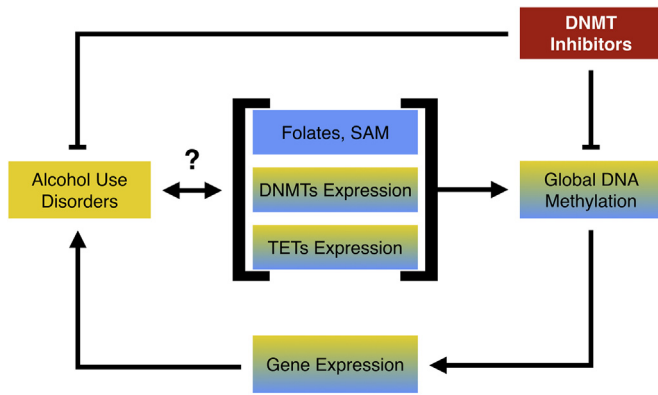 DNMT
Inhibitors
Folates, SAM
?
Alcohol Use
Disorders
DNMTs Expression
Global DNA
Methylation
TETs Expression
Gene Expression